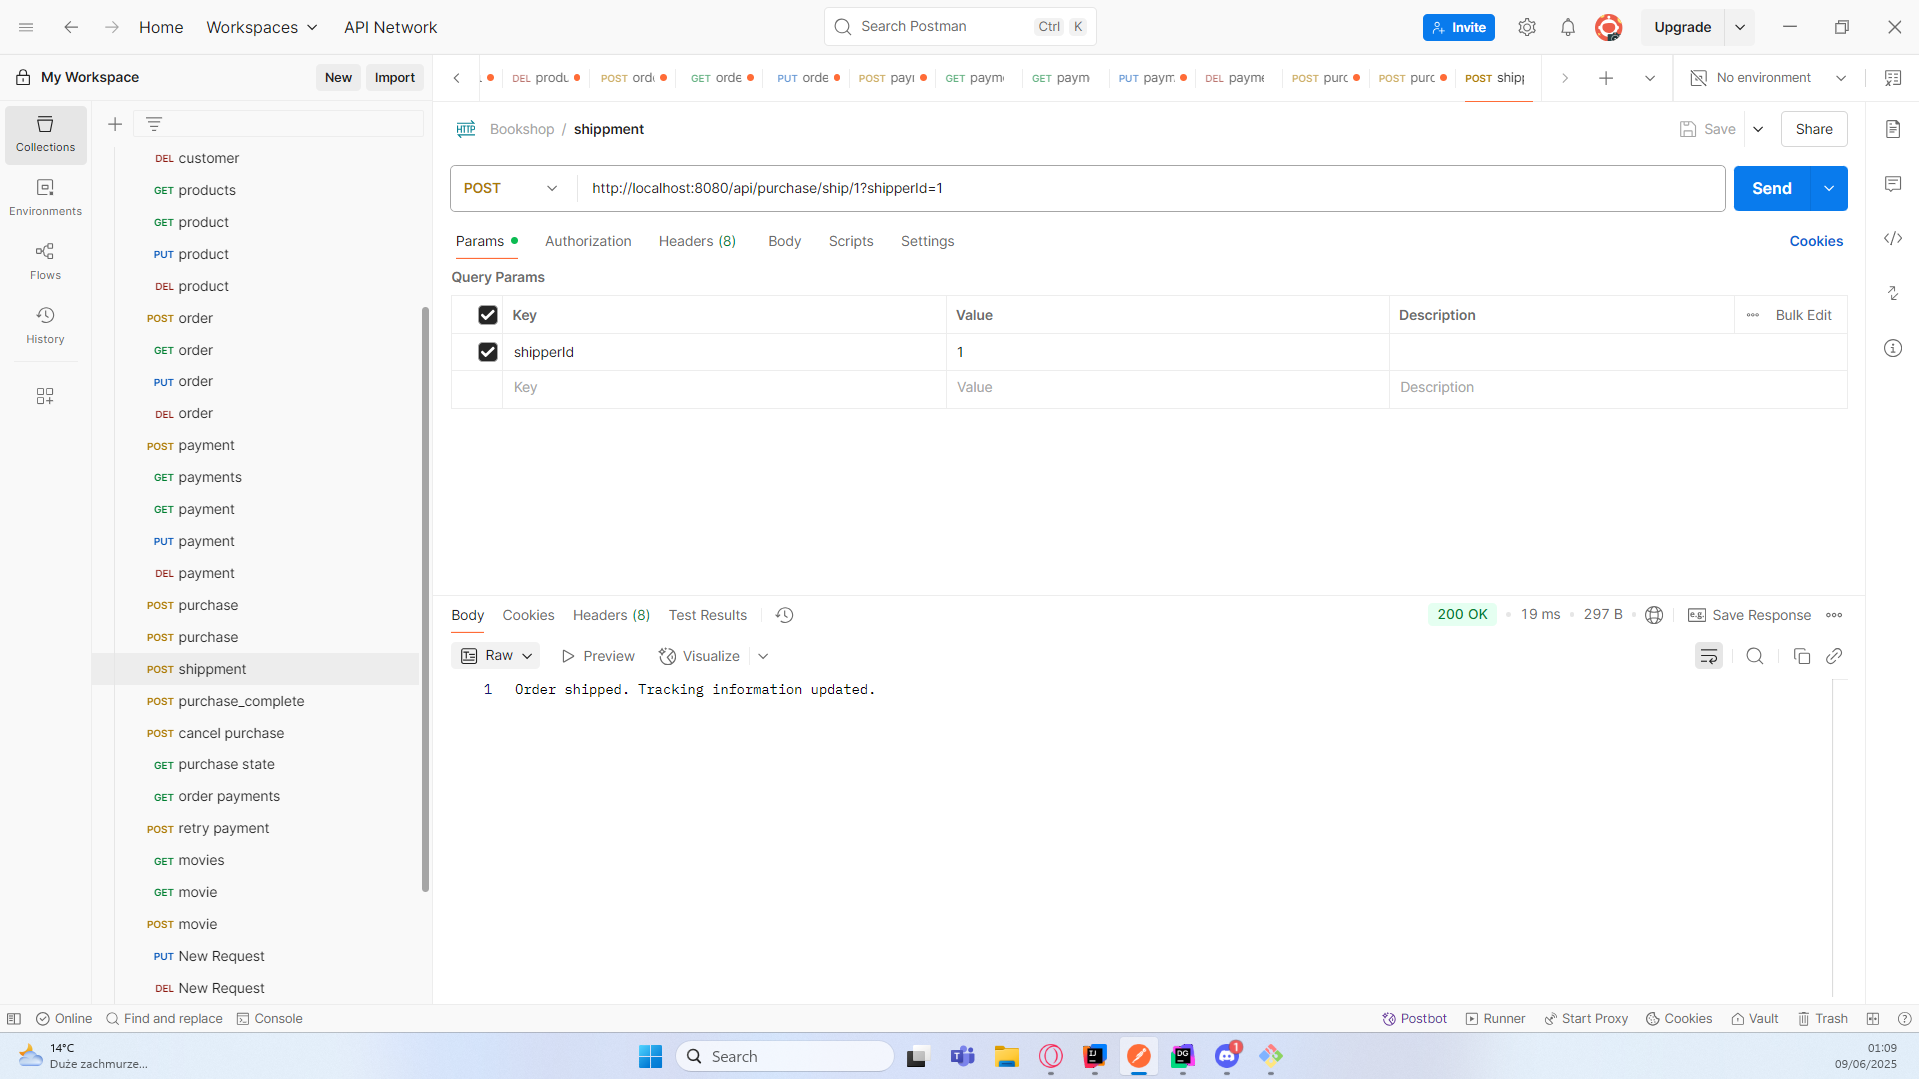 Home
Workspaces
API Network
Search Postman
Ctrl
K
Invite
Upgrade
My Workspace
New
Import
DEL produ
POST ord
GET orde
PUT orde
POST payı
GET paym
GET paym
PUT paym
DEL payme
POST purc
POST purc
POST shipp
No environment
Collections
Environments
Flows
History
DEL customer
GET products
GET product
PUT product
DEL product
POST order
GET order
PUT order
DEL order
POST payment
GET payments
GET payment
PUT payment
DEL payment
POST purchase
POST purchase
POST shippment
POST purchase_complete
POST cancel purchase
GET purchase state
GET order payments
POST retry payment
GET movies
GET movie
POST movie
PUT New Request
DEL New Request
HTTP Bookshop / shippment
Save
Share
POST
http://localhost:8080/api/purchase/ship/1?shipperId=1
Send
Params
Authorization
Headers (8)
Body
Scripts
Settings
Cookies
Query Params
Key Value Description Bulk Edit
shipperId 1
Key Value Description
Body
Cookies
Headers (8)
Test Results
200 OK
19 ms
297 B
e.g. Save Response
Raw
Preview
Visualize
1 Order shipped. Tracking information updated.
Online
Find and replace
Console
Postbot
Runner
Start Proxy
Cookies
Vault
Trash
14°C
Duże zachmurze...
Search
IJ
DG
1
01:09
09/06/2025